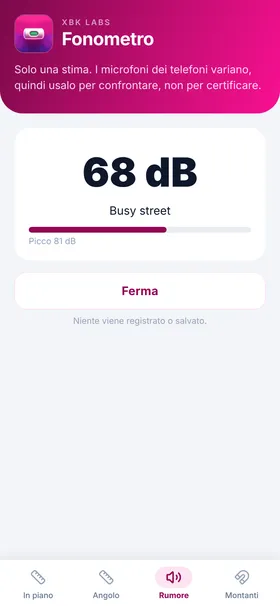 XBK LABS
Fonometro
Solo una stima. I microfoni dei telefoni variano,
quindi usalo per confrontare, non per certificare.
68 dB
Busy street
Picco 81 dB
Ferma
Niente viene registrato o salvato.
In piano
Angolo
Rumore
Montanti